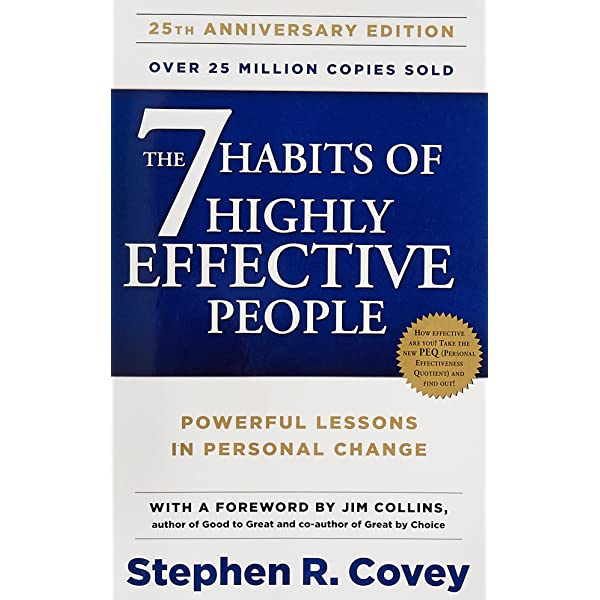 25TH ANNIVERSARY EDITION
OVER 25 MILLION COPIES SOLD
THE 7 HABITS OF
HIGHLY
EFFECTIVE
PEOPLE
HOW EFFECTIVE
ARE YOU? TAKE THE
NEW PEQ (PERSONAL
EFFECTIVENESS
QUOTIENT) AND
FIND OUT!
POWERFUL LESSONS
IN PERSONAL CHANGE
WITH A FOREWORD BY JIM COLLINS,
author of Good to Great and co-author of Great by Choice
Stephen R. Covey